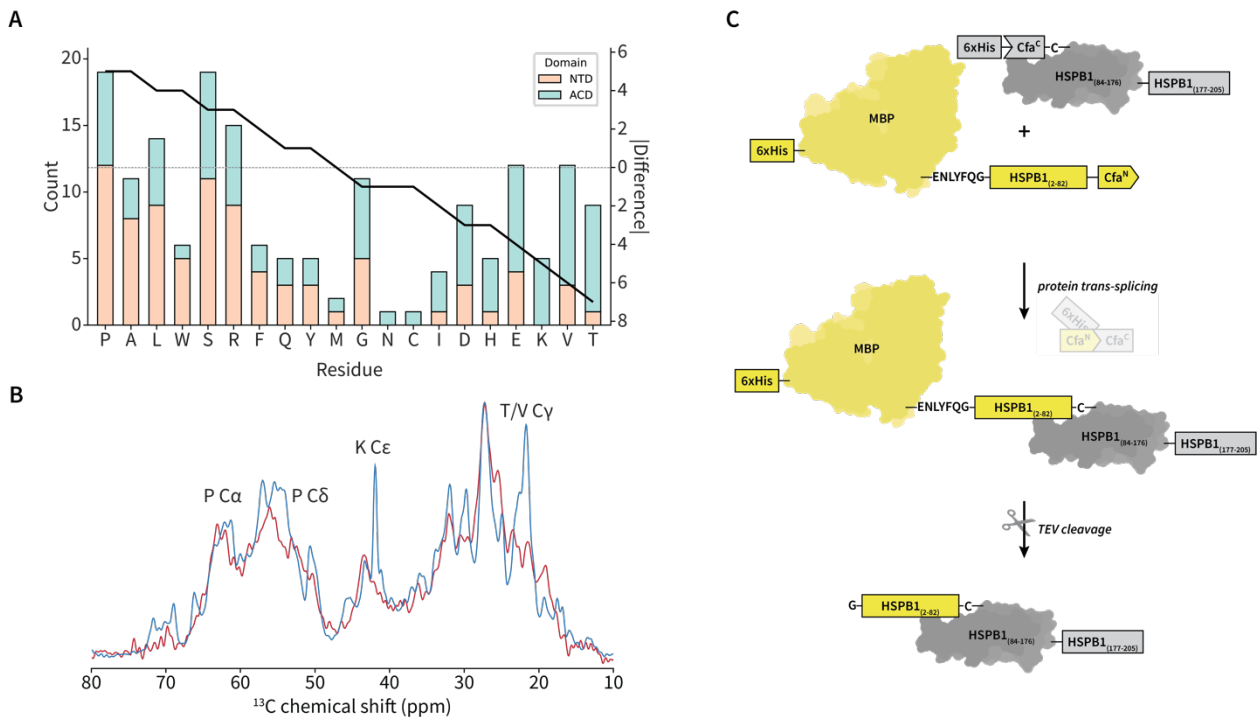 A
Count
20
15
10
5
0
P A L W S R F Q Y M G N C I D H E K V T
Residue
Domain
NTD
ACD
6
4
2
0
2
4
6
8
|Difference|
B
P Cα
P Cδ
K Cε
T/V Cγ
80 70 60 50 40 30 20 10
¹³C chemical shift (ppm)
C
6xHis Cfaᶜ C
HSPB1(84-176)
HSPB1(177-205)
MBP
+
6xHis
ENLYFQG HSPB1(2-82) Cfaᴺ
protein trans-splicing
6xHis
Cfaᴺ Cfaᶜ
MBP
6xHis
ENLYFQG HSPB1(2-82) C
HSPB1(84-176)
HSPB1(177-205)
TEV cleavage
G HSPB1(2-82) C
HSPB1(84-176)
HSPB1(177-205)